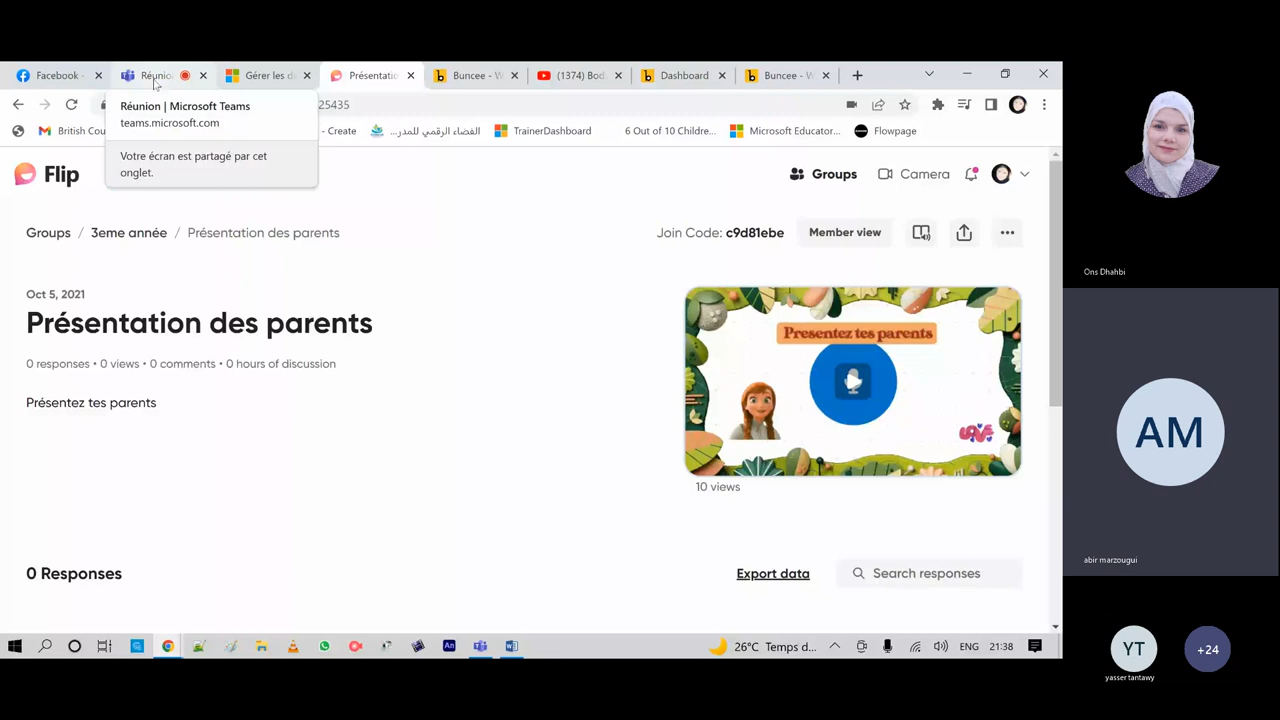 Facebook -
Réunio
Gérer les de
Présentatio
Buncee - W
(1374) Bod
Dashboard
Buncee - W
Réunion | Microsoft Teams
teams.microsoft.com
Votre écran est partagé par cet
onglet.
25435
British Cou
- Create
الفضاء الرقمي للمدر...
TrainerDashboard
6 Out of 10 Childre...
Microsoft Educator...
Flowpage
Flip
Groups
Camera
Groups / 3eme année / Présentation des parents
Join Code: c9d81ebe
Member view
Oct 5, 2021
Présentation des parents
0 responses • 0 views • 0 comments • 0 hours of discussion
Présentez tes parents
Presentez tes parents
LOVE
10 views
0 Responses
Export data
Search responses
An
26°C Temps d...
ENG
21:38
Ons Dhahbi
AM
abir marzougui
YT
yasser tantawy
+24